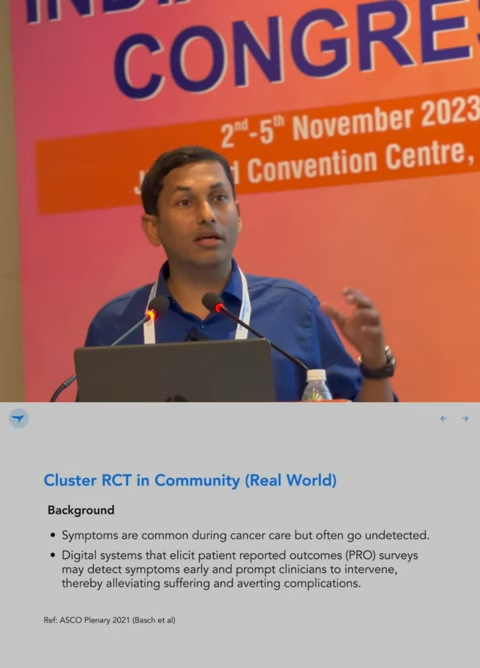 CONGRES
2nd-5th November 2023
Convention Centre,
Cluster RCT in Community (Real World)
Background
• Symptoms are common during cancer care but often go undetected.
• Digital systems that elicit patient reported outcomes (PRO) surveys
may detect symptoms early and prompt clinicians to intervene,
thereby alleviating suffering and averting complications.
Ref: ASCO Plenary 2021 (Basch et al)